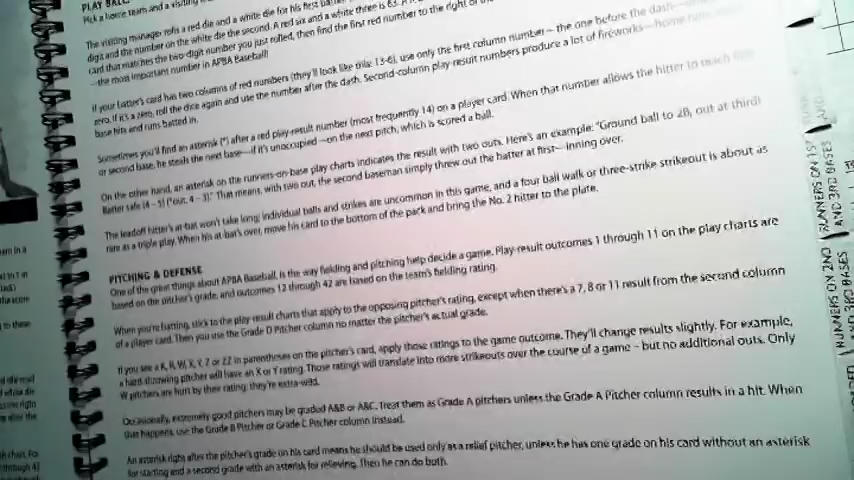 PLAY BALL
Pick a home team and a visiting
The visiting manager rolls a red die and a white die for his first
digit and the number on the white die the second. A red six and a white three is 63.
card that matches the two-digit number you just rolled, then find the first red number to the right of
—the most important number in APBA Baseball!
If your batter's card has two columns of red numbers (they'll look like this: 13-6), use only the first column number— the one before the dash
zero. If it's a zero, roll the dice again and use the number after the dash. Second-column play-result numbers produce a lot of fireworks—home
base hits and runs batted in.
Sometimes you'll find an asterisk (*) after a red play-result number (most frequently 14) on a player card. When that number allows the hitter to reach
or second base, he steals the next base—if it's unoccupied—on the next pitch, which is scored a ball.
On the other hand, an asterisk on the runners-on-base play charts indicates the result with two outs. Here's an example: "Ground ball to 2B, out at third;
Batter safe (4 – 5) (*out, 4 – 3)." That means, with two out, the second baseman simply threw out the batter at first—inning over.
The leadoff hitter's at-bat won't take long; individual balls and strikes are uncommon in this game, and a four ball walk or three-strike strikeout is about as
rare as a triple play. When his at-bat's over, move his card to the bottom of the pack and bring the No. 2 hitter to the plate.
PITCHING & DEFENSE
One of the great things about APBA Baseball, is the way fielding and pitching help decide a game. Play-result outcomes 1 through 11 on the play charts are
based on the pitcher's grade, and outcomes 12 through 42 are based on the team's fielding rating.
When you're batting, stick to the play result charts that apply to the opposing pitcher's rating, except when there's a 7, 8 or 11 result from the second column
of a player card. Then you use the Grade D Pitcher column no matter the pitcher's actual grade.
If you see a K, R, W, X, Y, Z or ZZ in parentheses on the pitcher's card, apply those ratings to the game outcome. They'll change results slightly. For example,
a hard throwing pitcher will have an X or Y rating. Those ratings will translate into more strikeouts over the course of a game – but no additional outs. Only
W pitchers are hurt by their rating; they're extra-wild.
Occasionally, extremely good pitchers may be graded A&B or A&C. Treat them as Grade A pitchers unless the Grade A Pitcher column results in a hit. When
that happens, use the Grade B Pitcher or Grade C Pitcher column instead.
An asterisk right after the pitcher's grade on his card means he should be used only as a relief pitcher, unless he has one grade on his card without an asterisk
for starting and a second grade with an asterisk for relieving. Then he can do both.
RUNNERS ON 1ST
AND 3RD BASES
RUNNERS ON 2ND
AND 3RD BASES